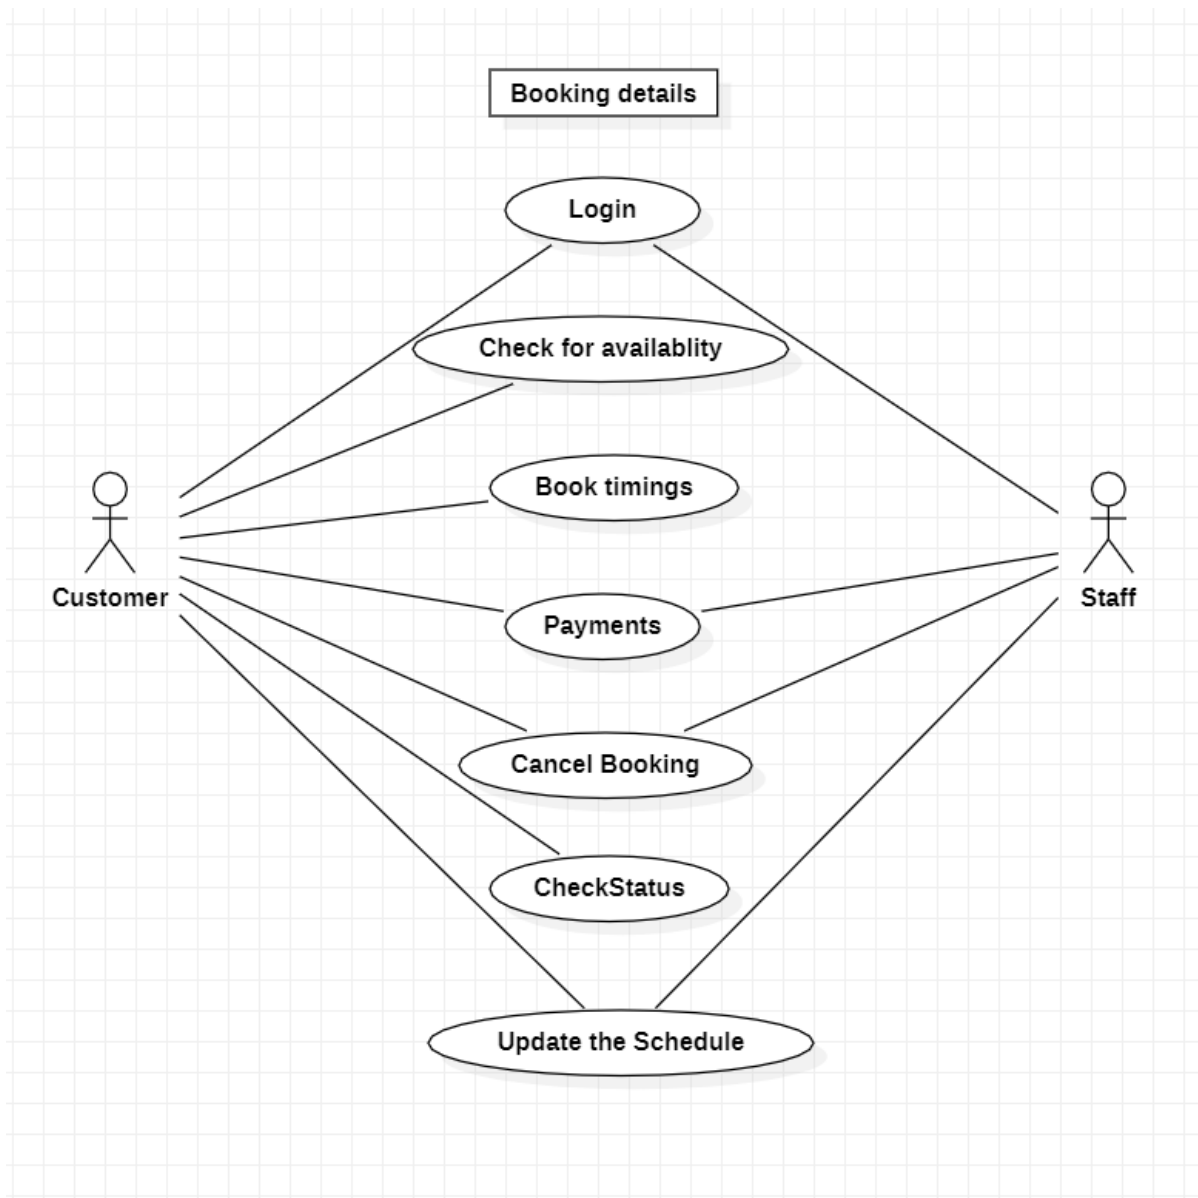 Booking details
Login
Check for availablity
Book timings
Customer
Staff
Payments
Cancel Booking
CheckStatus
Update the Schedule